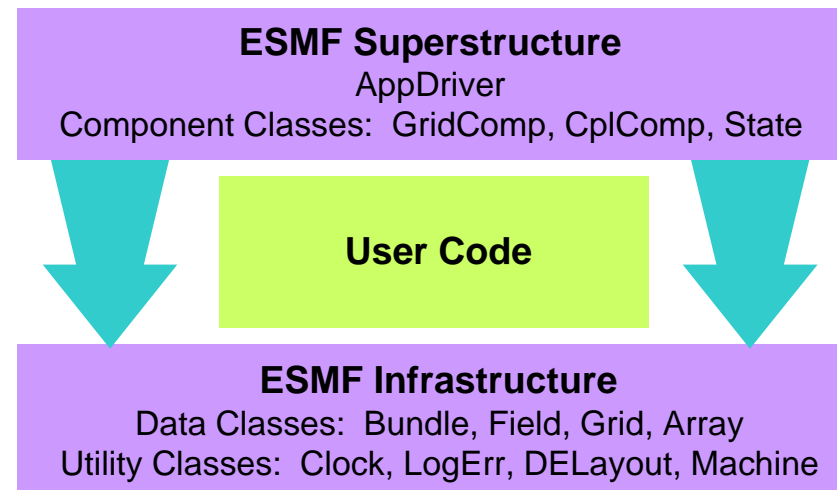 ESMF Superstructure
AppDriver
Component Classes: GridComp, CplComp, State
User Code
ESMF Infrastructure
Data Classes: Bundle, Field, Grid, Array
Utility Classes: Clock, LogErr, DELayout, Machine